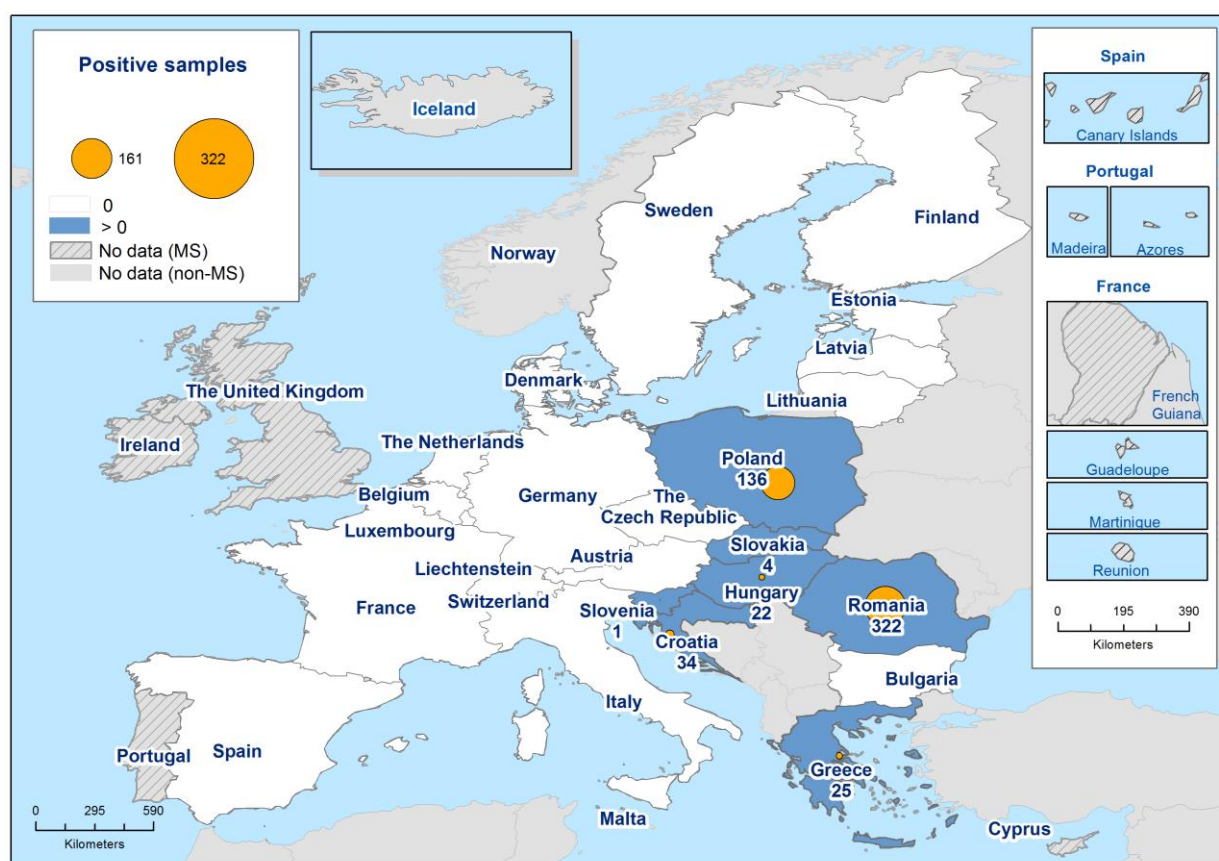 Positive samples
161
322
0
> 0
No data (MS)
No data (non-MS)
Iceland
Sweden
Finland
Norway
Estonia
Latvia
Denmark
Lithuania
The United Kingdom
Ireland
The Netherlands
Poland
136
Belgium
Germany
The
Czech Republic
Luxembourg
Slovakia
4
Austria
Liechtenstein
Hungary
22
Switzerland
France
Slovenia
1
Romania
322
Croatia
34
Bulgaria
Italy
Portugal
Spain
Greece
25
Malta
Cyprus
0 295 590
Kilometers
Spain
Canary Islands
Portugal
Madeira
Azores
France
French
Guiana
Guadeloupe
Martinique
Reunion
0 195 390
Kilometers